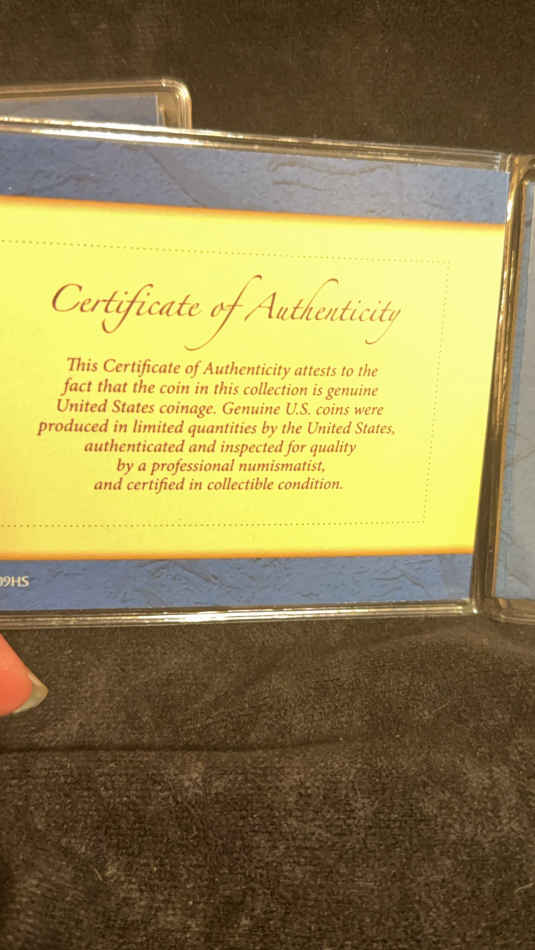 Certificate of Authenticity
This Certificate of Authenticity attests to the
fact that the coin in this collection is genuine
United States coinage. Genuine U.S. coins were
produced in limited quantities by the United States,
authenticated and inspected for quality
by a professional numismatist,
and certified in collectible condition.
09HS